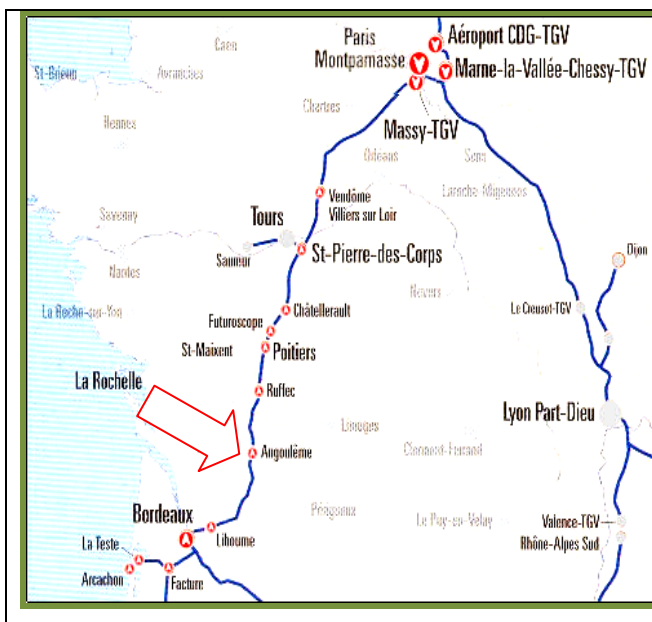 Caen
Paris
Montparnasse
Aéroport CDG-TGV
Marne-la-Vallée-Chessy-TGV
St-Brieuc
Avranches
Chartres
Massy-TGV
Rennes
Orléans
Sens
Laroche-Migennes
Vendôme
Villiers sur Loir
Savenay
Tours
Saumur
St-Pierre-des-Corps
Dijon
Nantes
Nevers
La Roche-sur-Yon
Châtellerault
Le Creusot-TGV
Futuroscope
St-Maixent
Poitiers
La Rochelle
Ruffec
Lyon Part-Dieu
Limoges
Angoulême
Clermont-Ferrand
Bordeaux
Périgueux
Le Puy-en-Velay
Libourne
Valence-TGV
Rhône-Alpes Sud
La Teste
Arcachon
Facture